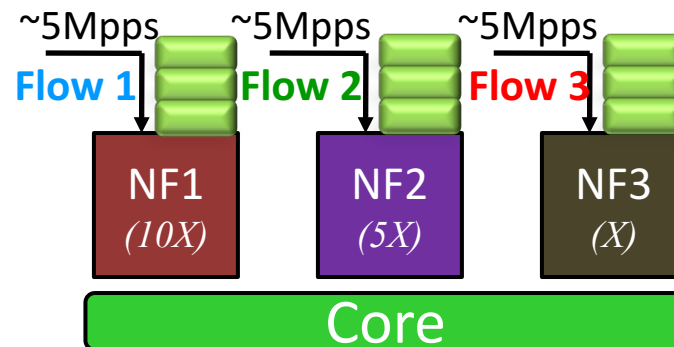 ~5Mpps ~5Mpps ~5Mpps
Flow 1 Flow 2 Flow 3
NF1 NF2 NF3
(10X) (5X) (X)
Core